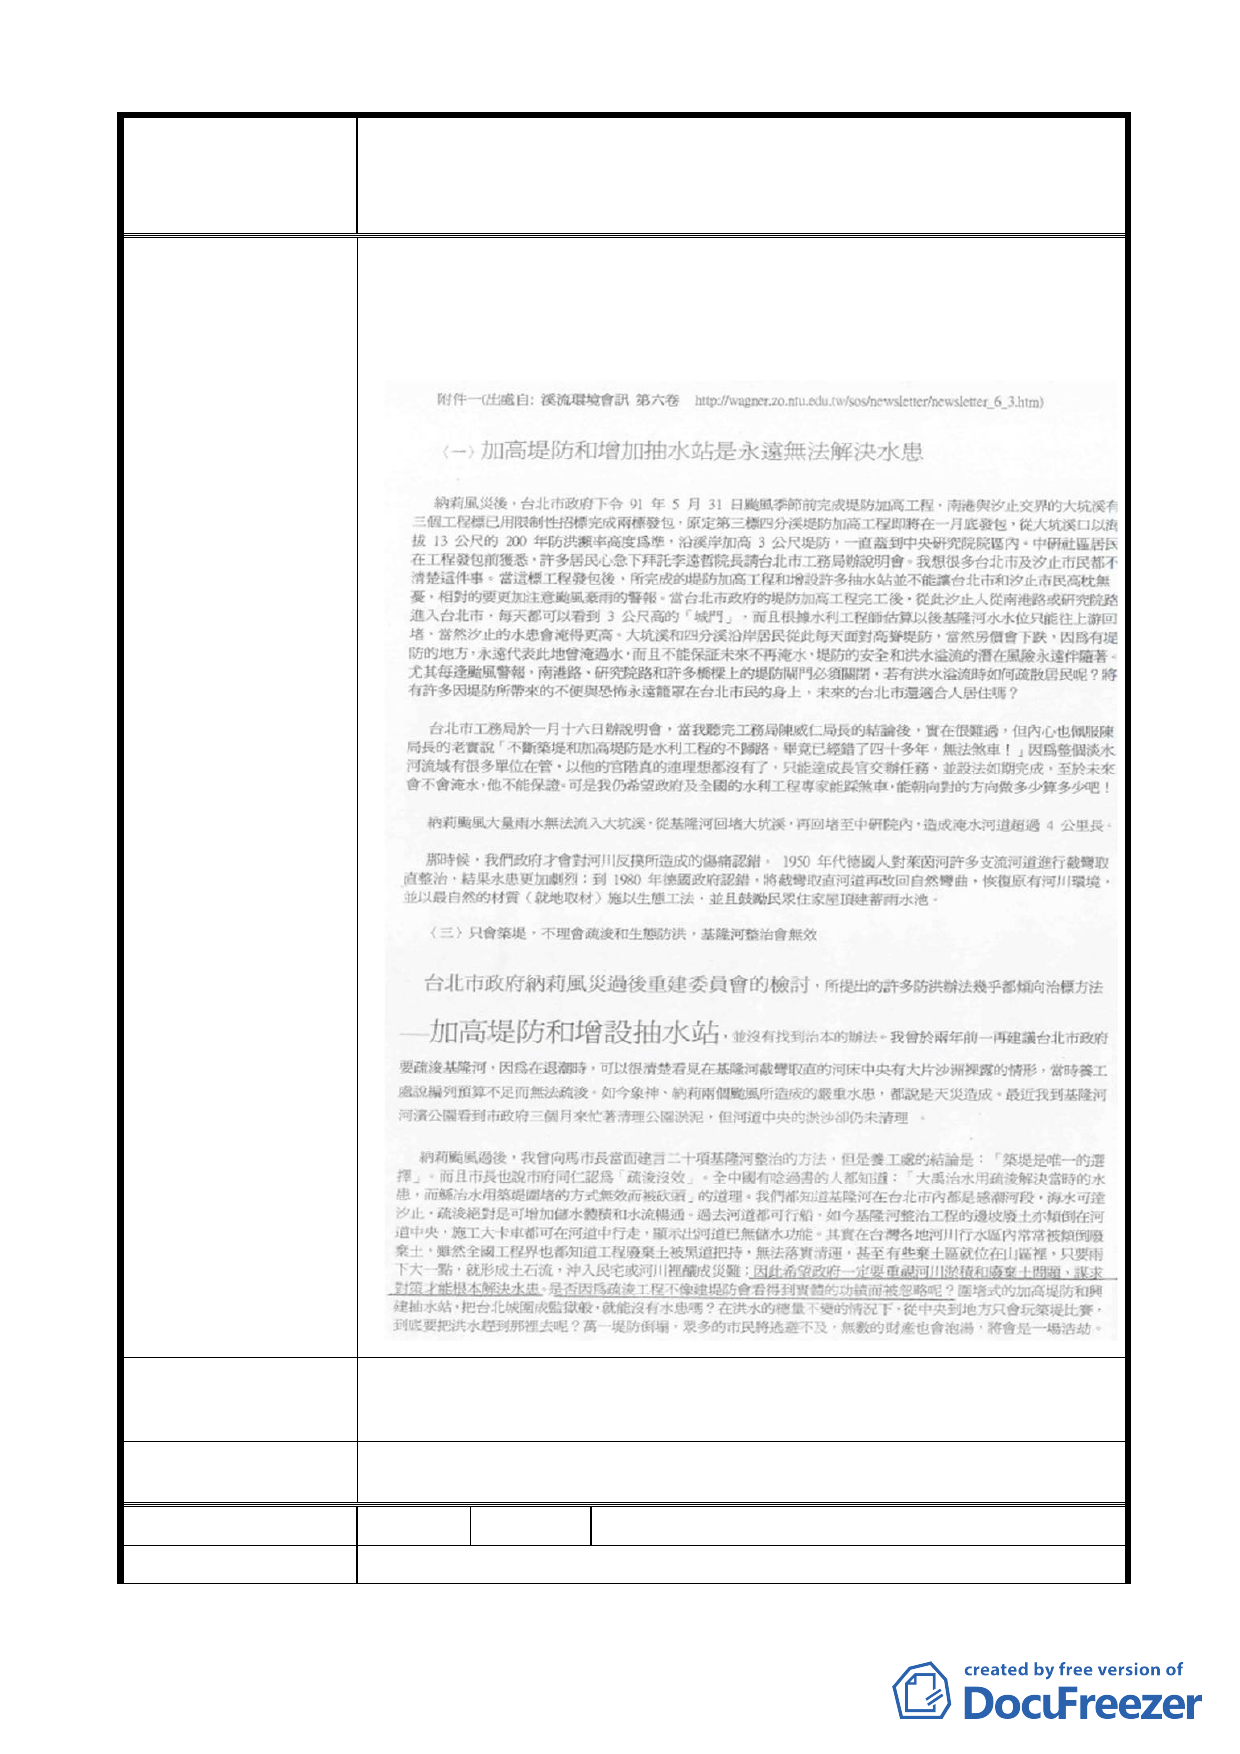 附件一(出處自: 溪流環境會訊 第六卷 http://wagner.zo.ntu.edu.tw/sos/newsletter/newsletter_6_3.htm)
〈一〉加高堤防和增加抽水站是永遠無法解決水患
納莉風災後，台北市政府下令 91 年 5 月 31 日颱風季節前完成堤防加高工程，南港與汐止交界的大坑溪有
三個工程標已用限制性招標完成兩標發包，原定第三標四分溪堤防加高工程即將在一月底發包，從大坑溪口以海
拔 13 公尺的 200 年防洪頻率高度為準，沿溪岸加高 3 公尺堤防，一直蓋到中央研究院院區內。中研社區居民
在工程發包前獲悉，許多居民心急下拜託李遠哲院長請台北市工務局辦說明會。我想很多台北市及汐止市民都不
清楚這件事。當這標工程發包後，所完成的堤防加高工程和增設許多抽水站並不能讓台北市和汐止市民高枕無
憂，相對的要更加注意颱風豪雨的警報。當台北市政府的堤防加高工程完工後，從此汐止人從南港路或研究院路
進入台北市，每天都可以看到 3 公尺高的「城門」，而且根據水利工程師估算以後基隆河水水位只能往上游回
堵，當然汐止的水患會淹得更高。大坑溪和四分溪沿岸居民從此每天面對高聳堤防，當然房價會下跌，因為有堤
防的地方，永遠代表此地曾淹過水，而且不能保証未來不再淹水，堤防的安全和洪水溢流的潛在風險永遠伴隨著。
尤其每逢颱風警報，南港路、研究院路和許多橋樑上的堤防閘門必須關閉，若有洪水溢流時如何疏散居民呢？將
有許多因堤防所帶來的不便與恐怖永遠籠罩在台北市民的身上，未來的台北市還適合人居住嗎？
台北市工務局於一月十六日辦說明會，當我聽完工務局陳威仁局長的結論後，實在很難過，但內心也佩服陳
局長的老實說「不斷築堤和加高堤防是水利工程的不歸路。畢竟已經錯了四十多年，無法煞車！」因為整個淡水
河流域有很多單位在管，以他的官階真的連理想都沒有了，只能達成長官交辦任務，並設法如期完成，至於未來
會不會淹水，他不能保證。可是我仍希望政府及全國的水利工程專家能踩煞車，能朝向對的方向做多少算多少吧！
納莉颱風大量雨水無法流入大坑溪，從基隆河回堵大坑溪，再回堵至中研院內，造成淹水河道超過 4 公里長。
那時候，我們政府才會對河川反撲所造成的傷痛認錯。 1950 年代德國人對萊茵河許多支流河道進行截彎取
直整治，結果水患更加劇烈；到 1980 年德國政府認錯，將截彎取直河道再改回自然彎曲，恢復原有河川環境，
並以最自然的材質（就地取材）施以生態工法，並且鼓勵民眾住家屋頂建蓄雨水池。
〈三〉只會築堤，不理會疏浚和生態防洪，基隆河整治會無效
台北市政府納莉風災過後重建委員會的檢討，所提出的許多防洪辦法幾乎都傾向治標方法
——加高堤防和增設抽水站，並沒有找到治本的辦法。我曾於兩年前一再建議台北市政府
要疏浚基隆河，因為在退潮時，可以很清楚看見在基隆河截彎取直的河床中央有大片沙洲裸露的情形，當時養工
處說編列預算不足而無法疏浚。如今象神、納莉兩個颱風所造成的嚴重水患，都說是天災造成。最近我到基隆河
河濱公園看到市政府三個月來忙著清理公園淤泥，但河道中央的淤沙卻仍未清理 。
納莉颱風過後，我曾向馬市長當面建言二十項基隆河整治的方法，但是養工處的結論是：「築堤是唯一的選
擇」。而且市長也說市府同仁認為「疏浚沒效」。全中國有唸過書的人都知道：「大禹治水用疏浚解決當時的水
患，而鯀治水用築堤圍堵的方式無效而被砍頭」的道理。我們都知道基隆河在台北市內都是感潮河段，海水可達
汐止，疏浚絕對是可增加儲水體積和水流暢通。過去河道都可行船，如今基隆河整治工程的邊坡廢土亦傾倒在河
道中央，施工大卡車都可在河道中行走，顯示出河道已無儲水功能。其實在台灣各地河川行水區內常常被傾倒廢
棄土，雖然全國工程界也都知道工程廢棄土被黑道把持，無法落實清運，甚至有些棄土區就位在山區裡，只要雨
下大一點，就形成土石流，沖入民宅或河川裡釀成災難；因此希望政府一定要重視河川淤積和廢棄土問題，謀求
對策才能根本解決水患。是否因為疏浚工程不像建堤防會看得到實體的功績而被忽略呢？圍堵式的加高堤防和興
建抽水站，把台北城圍成監獄般，就能沒有水患嗎？在洪水的總量不變的情況下，從中央到地方只會玩築堤比賽，
到底要把洪水趕到那裡去呢？萬一堤防倒塌，眾多的市民將逃避不及，無數的財產也會泡湯，將會是一場浩劫。
created by free version of
DocuFreezer